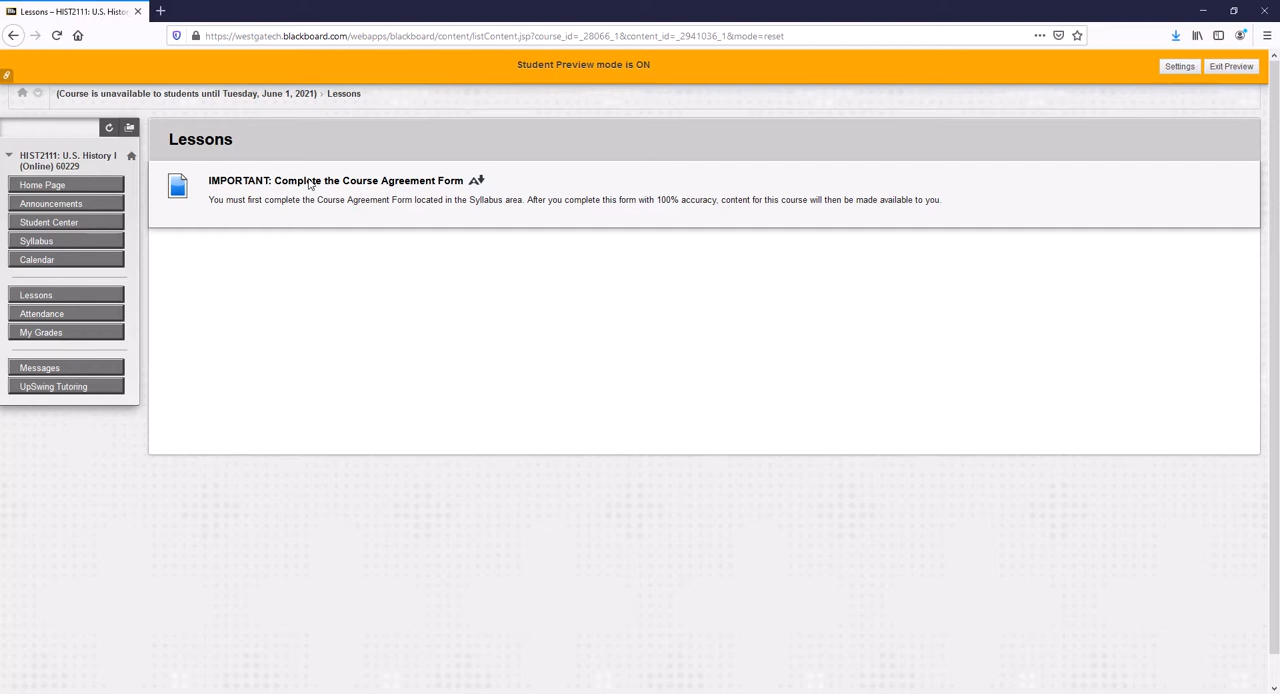 Lessons – HIST2111: U.S. Histo
https://westgatech.blackboard.com/webapps/blackboard/content/listContent.jsp?course_id=_28066_1&content_id=_2941036_1&mode=reset
Student Preview mode is ON
Settings
Exit Preview
(Course is unavailable to students until Tuesday, June 1, 2021) › Lessons
HIST2111: U.S. History I
(Online) 60229
Home Page
Announcements
Student Center
Syllabus
Calendar
Lessons
Attendance
My Grades
Messages
UpSwing Tutoring
Lessons
IMPORTANT: Complete the Course Agreement Form
You must first complete the Course Agreement Form located in the Syllabus area. After you complete this form with 100% accuracy, content for this course will then be made available to you.